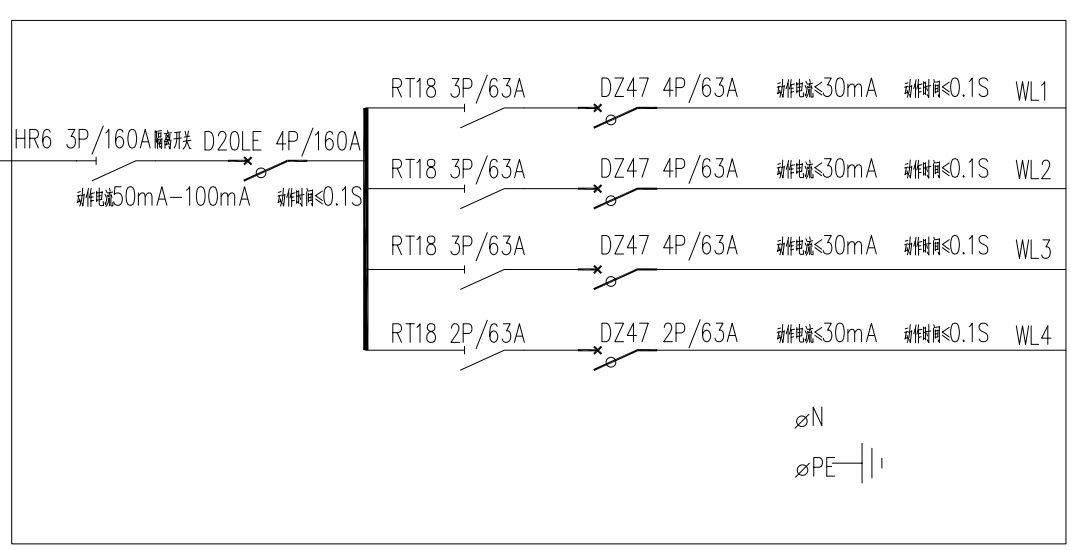 RT18 3P/63A DZ47 4P/63A 动作电流≤30mA 动作时间≤0.1S WL1
HR6 3P/160A隔离开关 D20LE 4P/160A
动作电流50mA-100mA 动作时间≤0.1S
RT18 3P/63A DZ47 4P/63A 动作电流≤30mA 动作时间≤0.1S WL2
RT18 3P/63A DZ47 4P/63A 动作电流≤30mA 动作时间≤0.1S WL3
RT18 2P/63A DZ47 2P/63A 动作电流≤30mA 动作时间≤0.1S WL4
⌀N
⌀PE